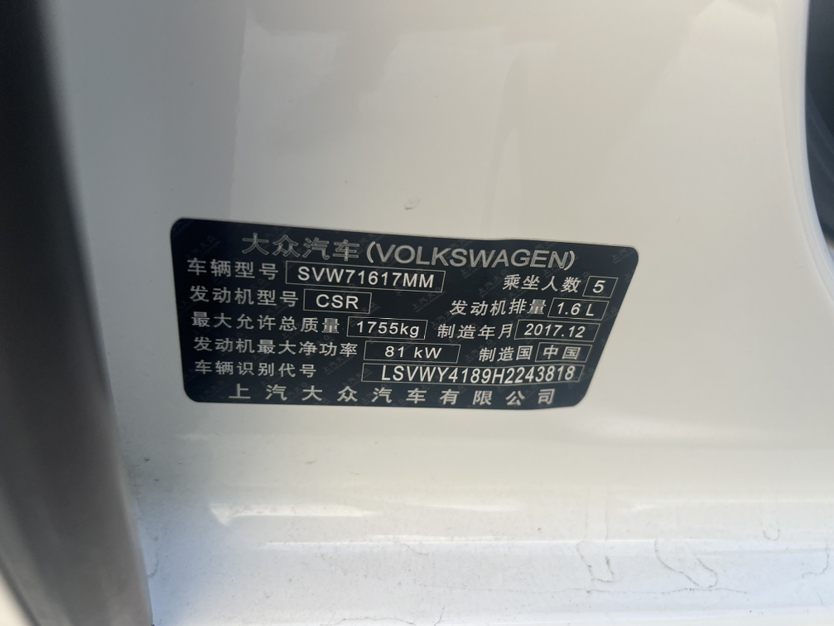 大众汽车(VOLKSWAGEN)
车辆型号 SVW71617MM 乘坐人数 5
发动机型号 CSR 发动机排量 1.6 L
最大允许总质量 1755kg 制造年月 2017.12
发动机最大净功率 81 kW 制造国 中国
车辆识别代号 LSVWY4189H2243818
上汽大众汽车有限公司